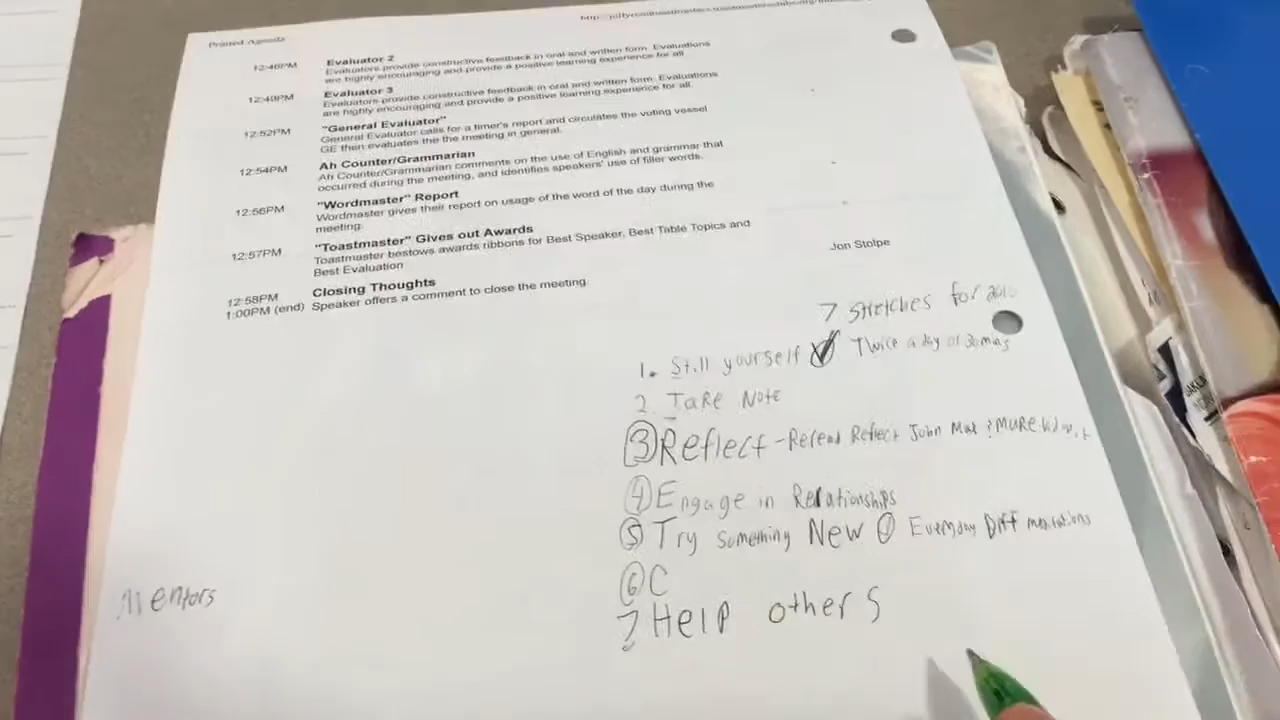 Printed Agenda
12:46PM Evaluator 2
Evaluators provide constructive feedback in oral and written form. Evaluations
are highly encouraging and provide a positive learning experience for all.
12:49PM Evaluator 3
Evaluators provide constructive feedback in oral and written form. Evaluations
are highly encouraging and provide a positive learning experience for all.
12:52PM "General Evaluator"
General Evaluator calls for a timer's report and circulates the voting vessel
GE then evaluates the the meeting in general.
12:54PM Ah Counter/Grammarian
Ah Counter/Grammarian comments on the use of English and grammar that
occurred during the meeting, and identifies speakers' use of filler words.
12:56PM "Wordmaster" Report
Wordmaster gives their report on usage of the word of the day during the
meeting.
12:57PM "Toastmaster" Gives out Awards
Toastmaster bestows awards ribbons for Best Speaker, Best Table Topics and
Best Evaluation
Jon Stolpe
12:58PM Closing Thoughts
1:00PM (end) Speaker offers a comment to close the meeting.
7 Stretches for
1. Still yourself Twice a day
2. Take Note
3 Reflect - Reflect John
4 Engage in Relationships
5 Try Something New Everyday Diff
6 C
7 Help others
Mentors